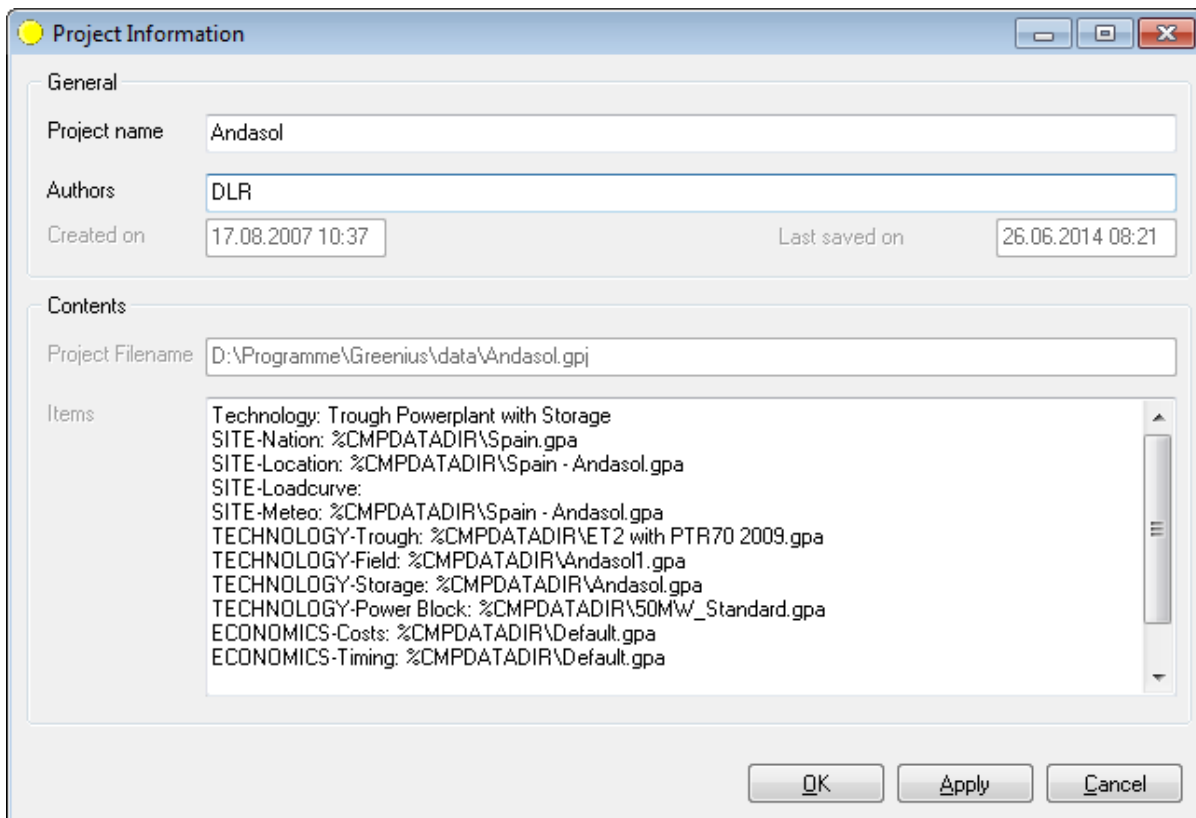 Project Information
General
Project name Andasol
Authors DLR
Created on 17.08.2007 10:37 Last saved on 26.06.2014 08:21
Contents
Project Filename D:\Programme\Greenius\data\Andasol.gpj
Items
Technology: Trough Powerplant with Storage
SITE-Nation: %CMPDATADIR\Spain.gpa
SITE-Location: %CMPDATADIR\Spain - Andasol.gpa
SITE-Loadcurve:
SITE-Meteo: %CMPDATADIR\Spain - Andasol.gpa
TECHNOLOGY-Trough: %CMPDATADIR\ET2 with PTR70 2009.gpa
TECHNOLOGY-Field: %CMPDATADIR\Andasol1.gpa
TECHNOLOGY-Storage: %CMPDATADIR\Andasol.gpa
TECHNOLOGY-Power Block: %CMPDATADIR\50MW_Standard.gpa
ECONOMICS-Costs: %CMPDATADIR\Default.gpa
ECONOMICS-Timing: %CMPDATADIR\Default.gpa
OK Apply Cancel